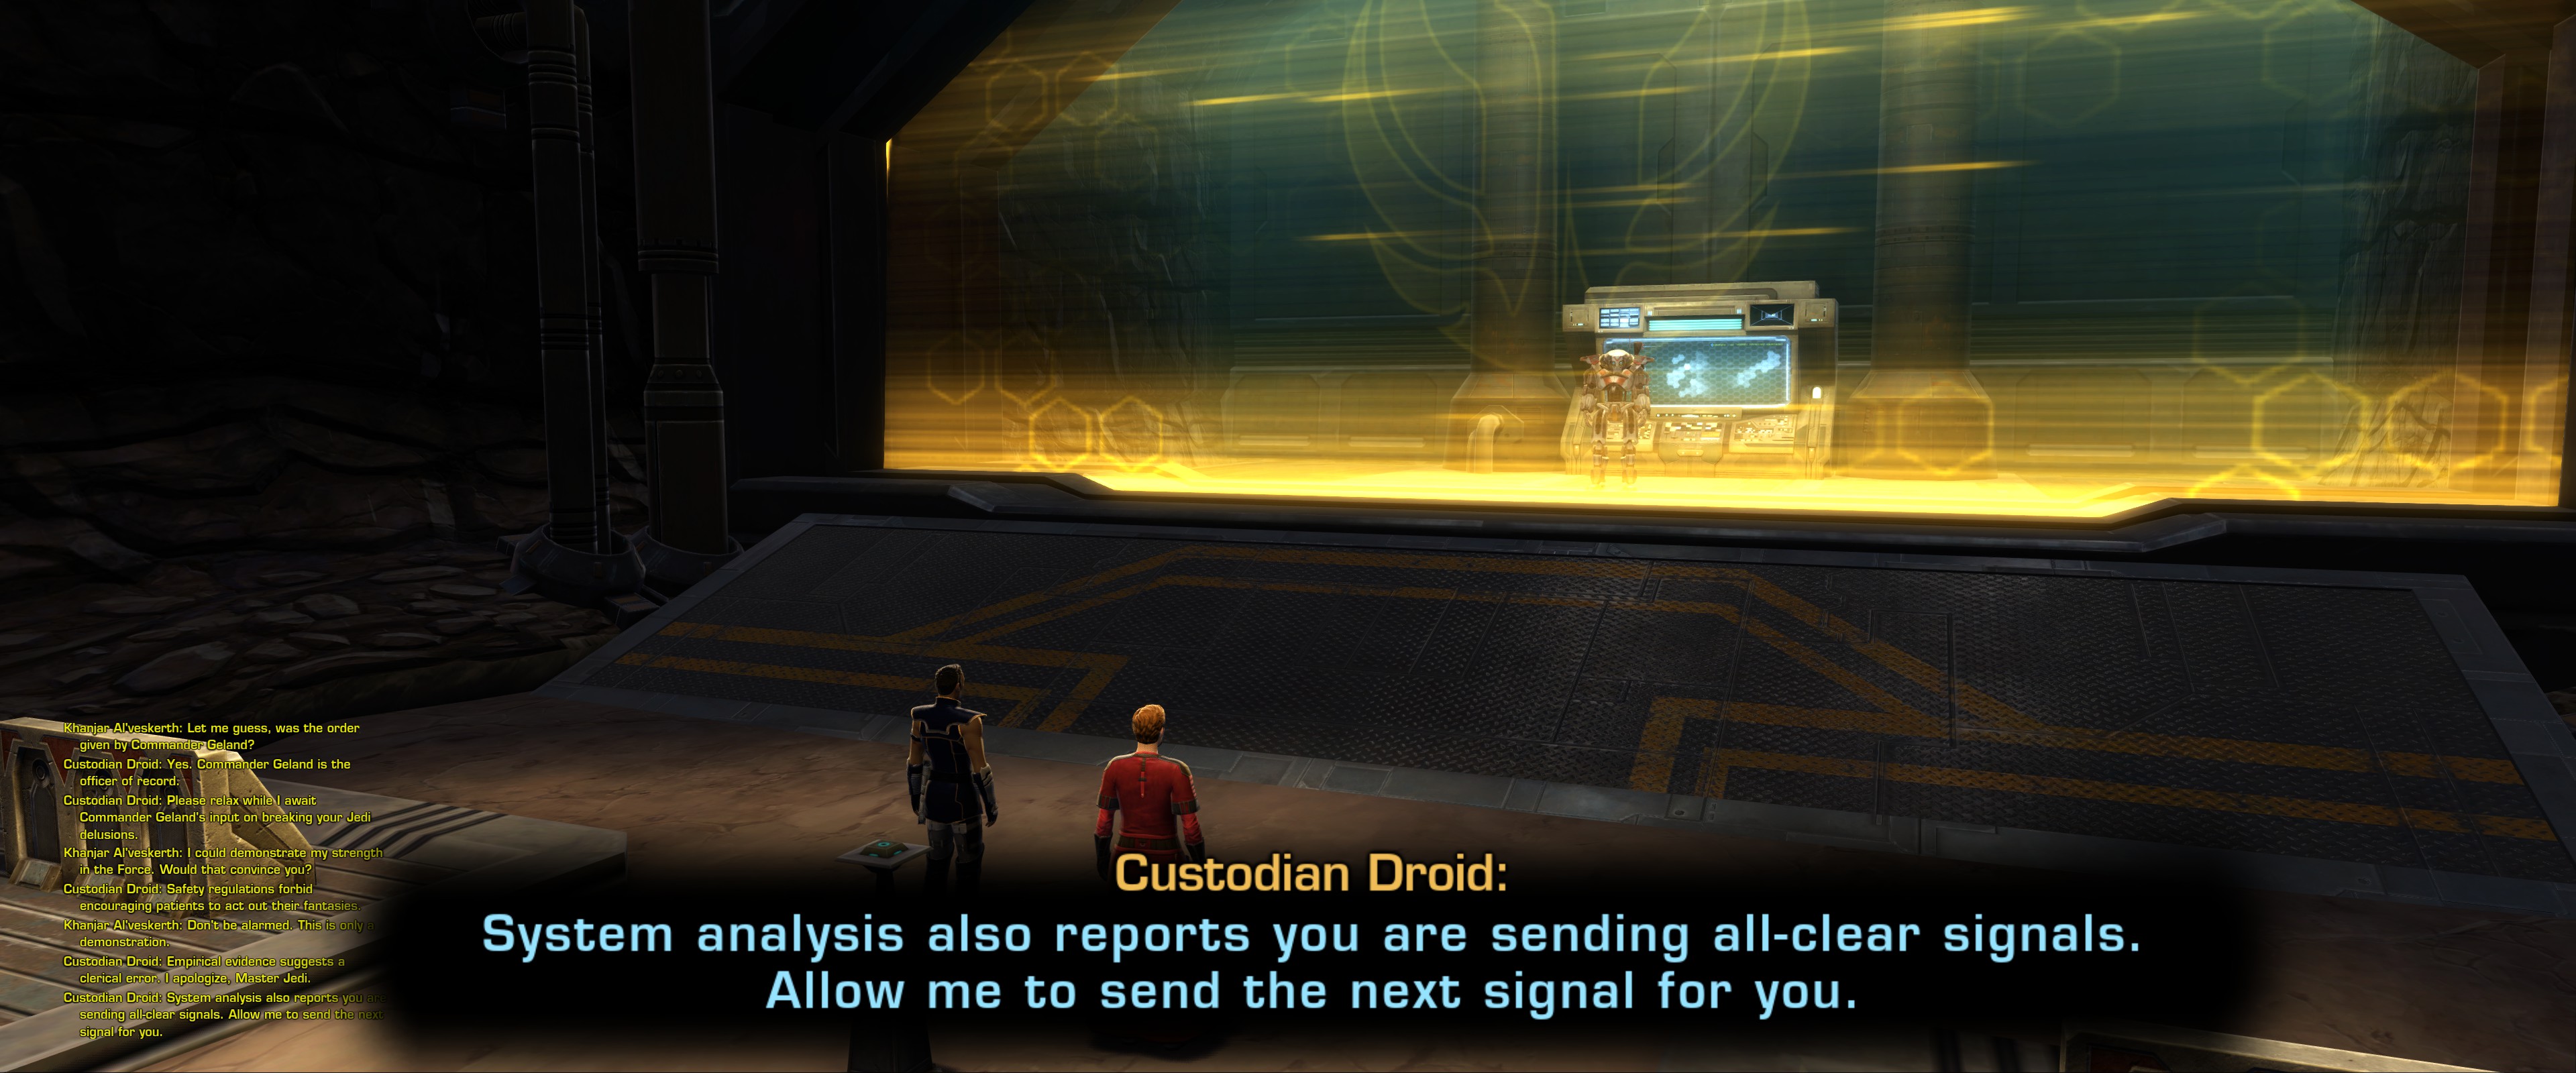 Khanjar Al'veskerth: Let me guess, was the order
given by Commander Geland?
Custodian Droid: Yes. Commander Geland is the
officer of record.
Custodian Droid: Please relax while I await
Commander Geland's input on breaking your Jedi
delusions.
Khanjar Al'veskerth: I could demonstrate my strength
in the Force. Would that convince you?
Custodian Droid: Safety regulations forbid
encouraging patients to act out their fantasies.
Khanjar Al'veskerth: Don't be alarmed. This is only a
demonstration.
Custodian Droid: Empirical evidence suggests a
clerical error. I apologize, Master Jedi.
Custodian Droid: System analysis also reports you are
sending all-clear signals. Allow me to send the next
signal for you.
Custodian Droid:
System analysis also reports you are sending all-clear signals.
Allow me to send the next signal for you.